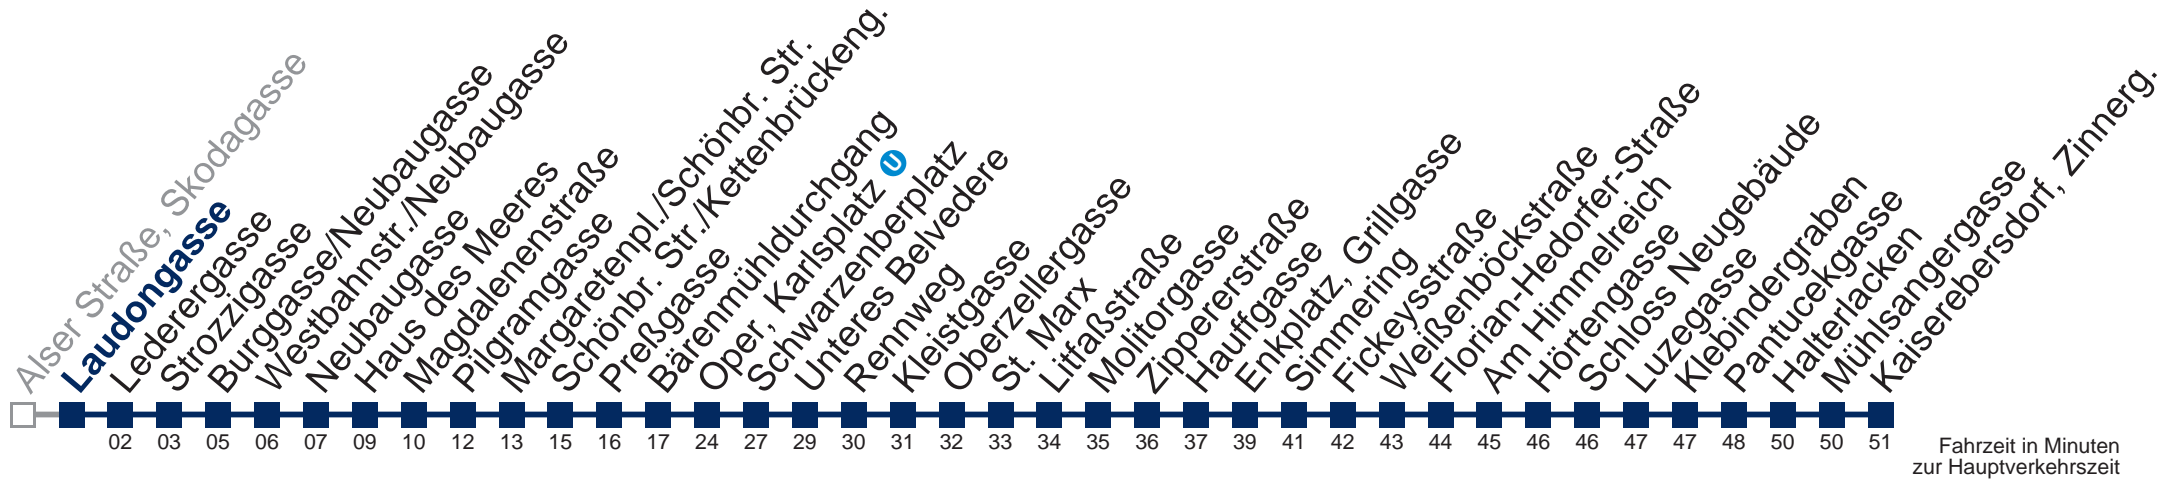 Alser Straße, Skodagasse
Laudongasse
Lederergasse
Strozzigasse
Burggasse/Neubaugasse
Westbahnstr./Neubaugasse
Neubaugasse
Haus des Meeres
Magdalenenstraße
Pilgramgasse
Margaretenpl./Schönbr. Str.
Schönbr. Str./Kettenbrückeng.
Preßgasse
Bärenmühldurchgang
Oper, Karlsplatz U
Schwarzenberplatz
Unteres Belvedere
Rennweg
Kleistgasse
Oberzellergasse
St. Marx
Litfaßstraße
Molitorgasse
Zippererstraße
Hauffgasse
Enkplatz, Grillgasse
Simmering
Fickeysstraße
Weißenböckstraße
Florian-Hedorfer-Straße
Am Himmelreich
Hörtengasse
Schloss Neugebäude
Luzegasse
Klebindergraben
Pantucekgasse
Halterlacken
Mühlsangergasse
Kaiserebersdorf, Zinnerg.
02 03 05 06 07 09 10 12 13 15 16 17 24 27 29 30 31 32 33 34 35 36 37 39 41 42 43 44 45 46 46 47 47 48 50 50 51
Fahrzeit in Minuten
zur Hauptverkehrszeit